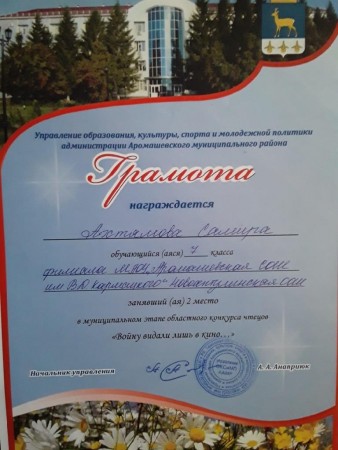 Управление образования, культуры, спорта и молодежной политики
администрации Аромашевского муниципального района
Грамота
награждается
Ахтямова Самира
обучающийся (аяся) 7 класса
филиала МАОУ "Аромашевская СОШ
им. В.Д. Кармацкого" Новоаптулинская СОШ
занявший (ая) 2 место
в муниципальном этапе областного конкурса чтецов
«Войну видали лишь в кино…»
Начальник управления
А. А.